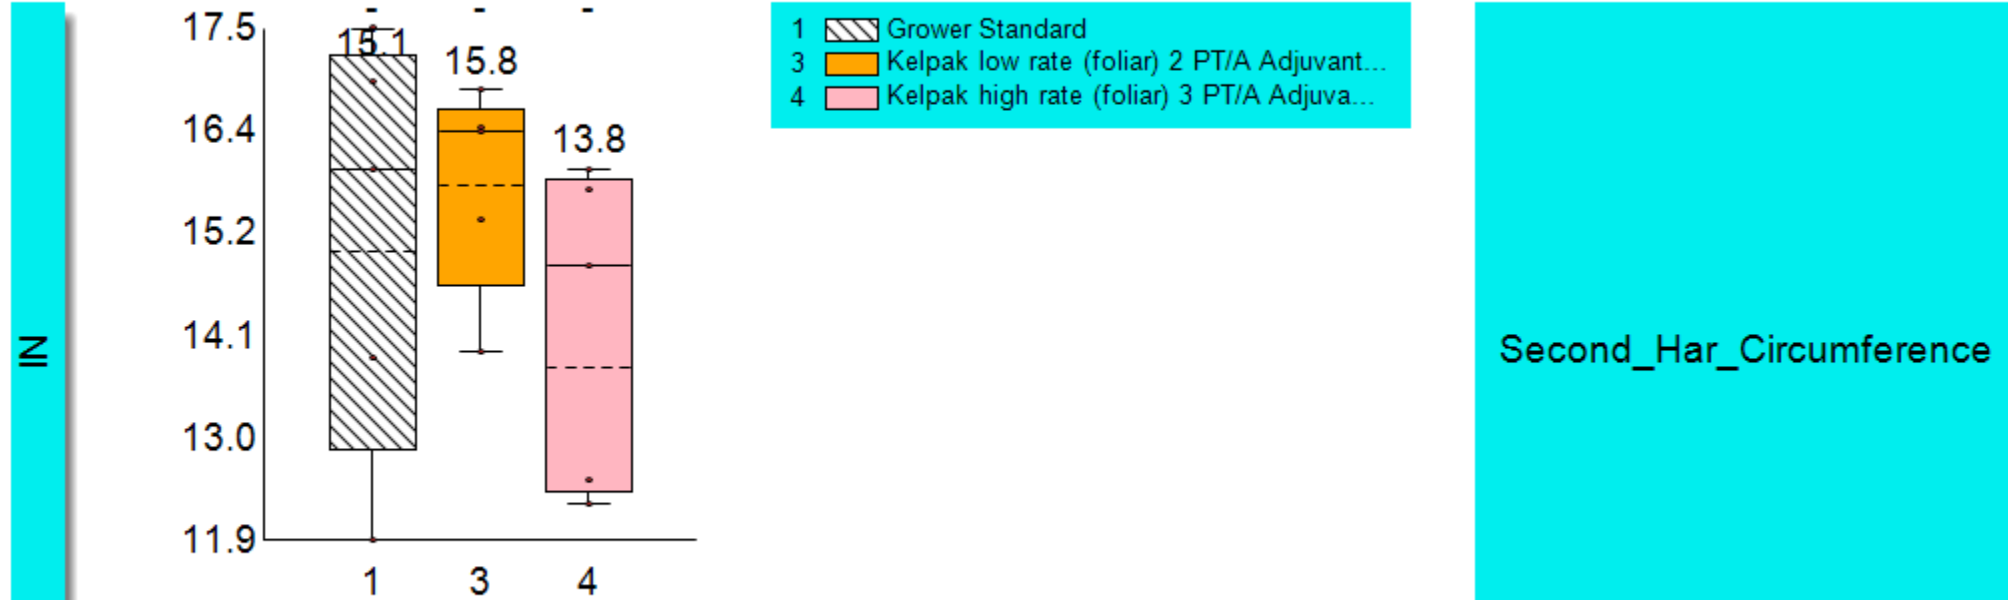 IN
17.5
16.4
15.2
14.1
13.0
11.9
- - -
15.1
15.8
13.8
1 3 4
1 Grower Standard
3 Kelpak low rate (foliar) 2 PT/A Adjuvant...
4 Kelpak high rate (foliar) 3 PT/A Adjuva...
Second_Har_Circumference